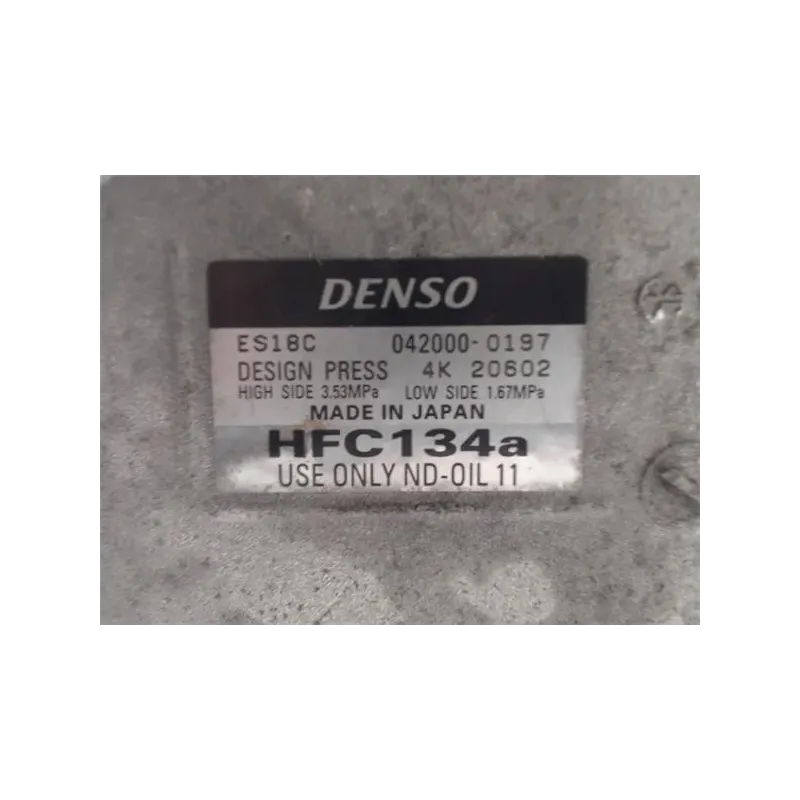 DENSO
ES18C 042000-0197
DESIGN PRESS 4K 20602
HIGH SIDE 3.53MPa LOW SIDE 1.67MPa
MADE IN JAPAN
HFC134a
USE ONLY ND-OIL 11